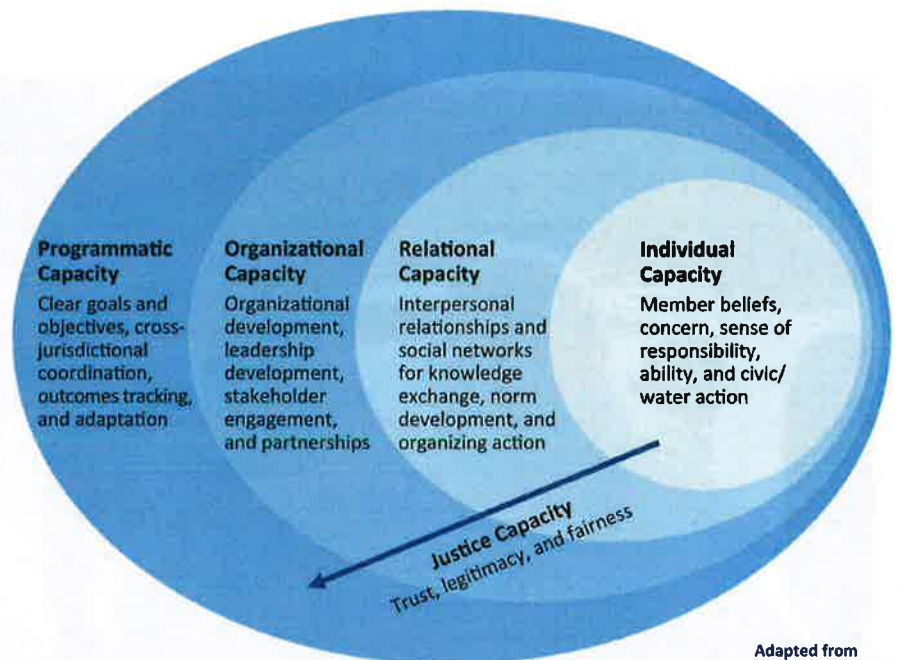 Programmatic
Capacity
Clear goals and
objectives, cross-
jurisdictional
coordination,
outcomes tracking,
and adaptation
Organizational
Capacity
Organizational
development,
leadership
development,
stakeholder
engagement,
and partnerships
Relational
Capacity
Interpersonal
relationships and
social networks
for knowledge
exchange, norm
development, and
organizing action
Individual
Capacity
Member beliefs,
concern, sense of
responsibility,
ability, and civic/
water action
Justice Capacity
Trust, legitimacy, and fairness
Adapted from